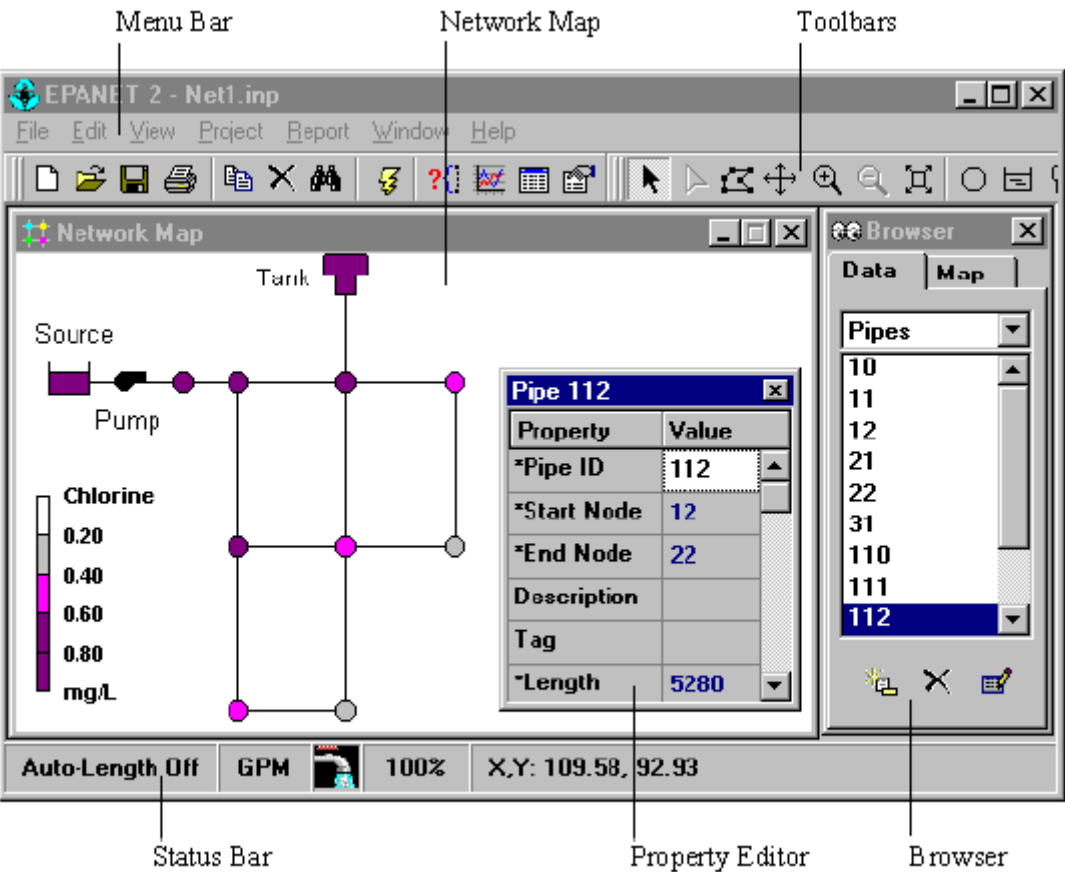 Menu Bar
Network Map
Toolbars
EPANET 2 - Net1.inp
File Edit View Project Report Window Help
Network Map
Browser
Tank
Data Map
Source
Pipes
Pump
Pipe 112
Property Value
*Pipe ID 112
*Start Node 12
*End Node 22
Description
Tag
*Length 5280
10
11
12
21
22
31
110
111
112
Chlorine
0.20
0.40
0.60
0.80
mg/L
Auto-Length Off GPM 100% X,Y: 109.58, 92.93
Status Bar
Property Editor
Browser